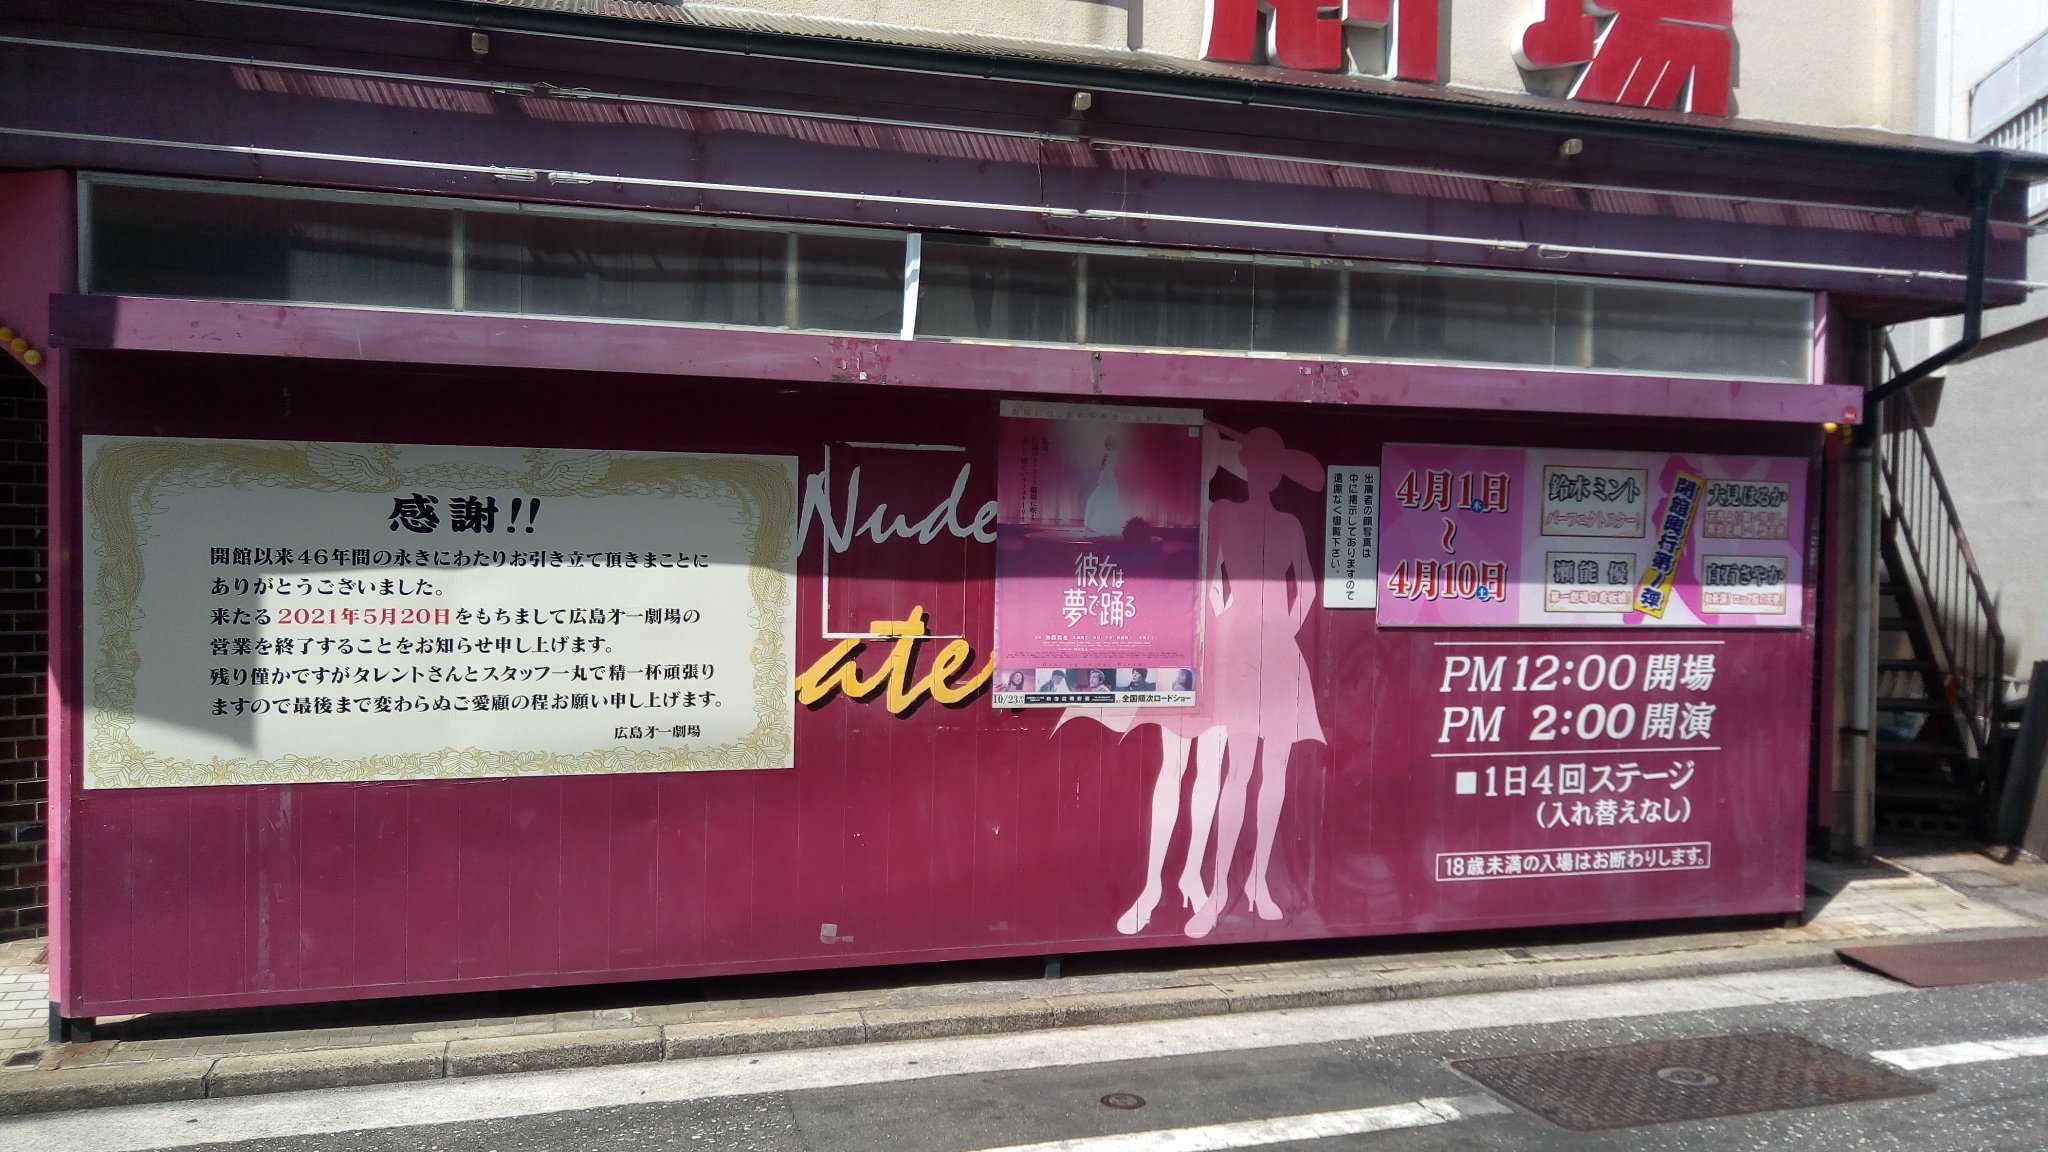 劇場
感謝!!
開館以来46年間の永きにわたりお引き立て頂きまことに
ありがとうございました。
来たる2021年5月20日をもちまして広島才一劇場の
営業を終了することをお知らせ申し上げます。
残り僅かですがタレントさんとスタッフ一丸で精一杯頑張り
ますので最後まで変わらぬご愛顧の程お願い申し上げます。
広島才一劇場
Nude
ate
彼女は
夢で踊る
10/23
全国順次ロードショー
出演者の顔写真は
中に掲示してありますので
遠慮なく御覧下さい。
4月1日
木
〜
4月10日
土
鈴木ミント
パーフェクトスター!
瀬能 優
大見はるか
白石さやか
閉館興行第1弾
PM 12:00 開場
PM 2:00 開演
■1日4回ステージ
(入れ替えなし)
18歳未満の入場はお断わりします。